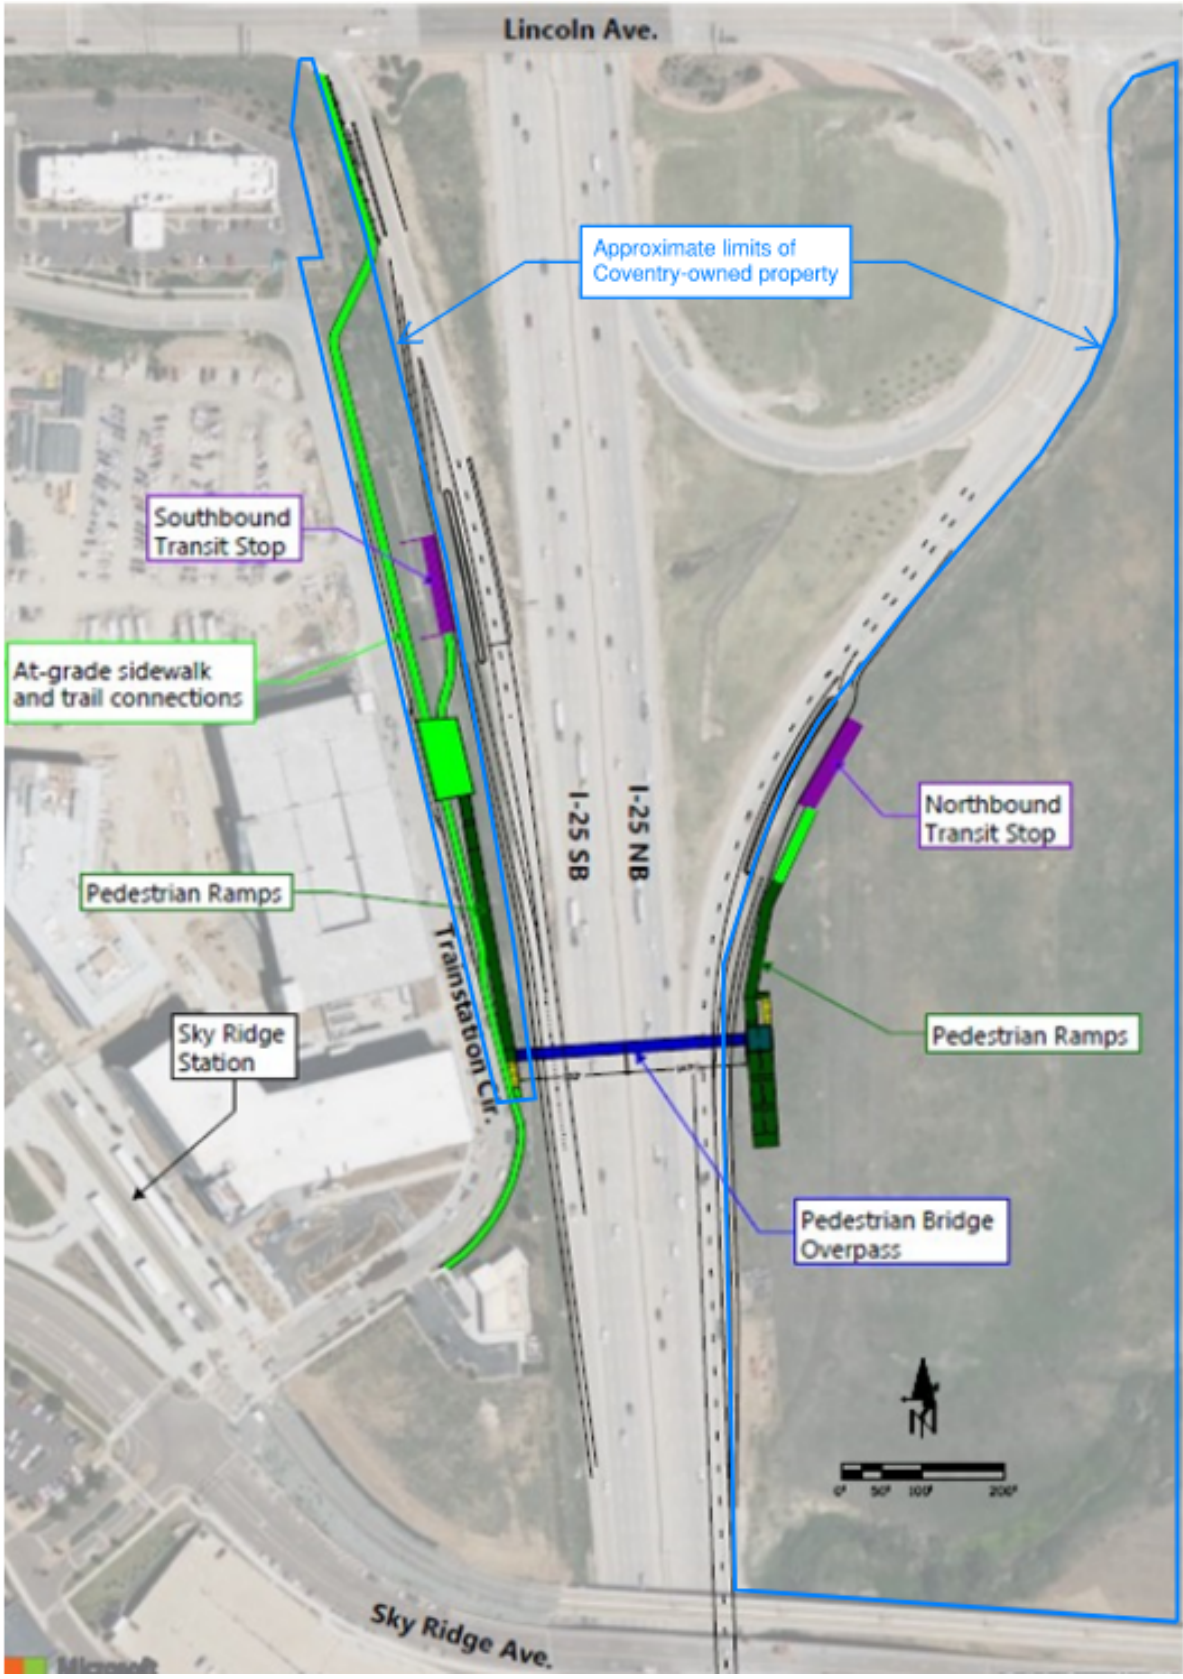 Lincoln Ave.
Approximate limits of
Coventry-owned property
Southbound
Transit Stop
At-grade sidewalk
and trail connections
I-25 SB
I-25 NB
Northbound
Transit Stop
Pedestrian Ramps
Trainstation Cir.
Sky Ridge
Station
Pedestrian Ramps
Pedestrian Bridge
Overpass
N
0' 50' 100' 200'
Sky Ridge Ave.
Microsoft